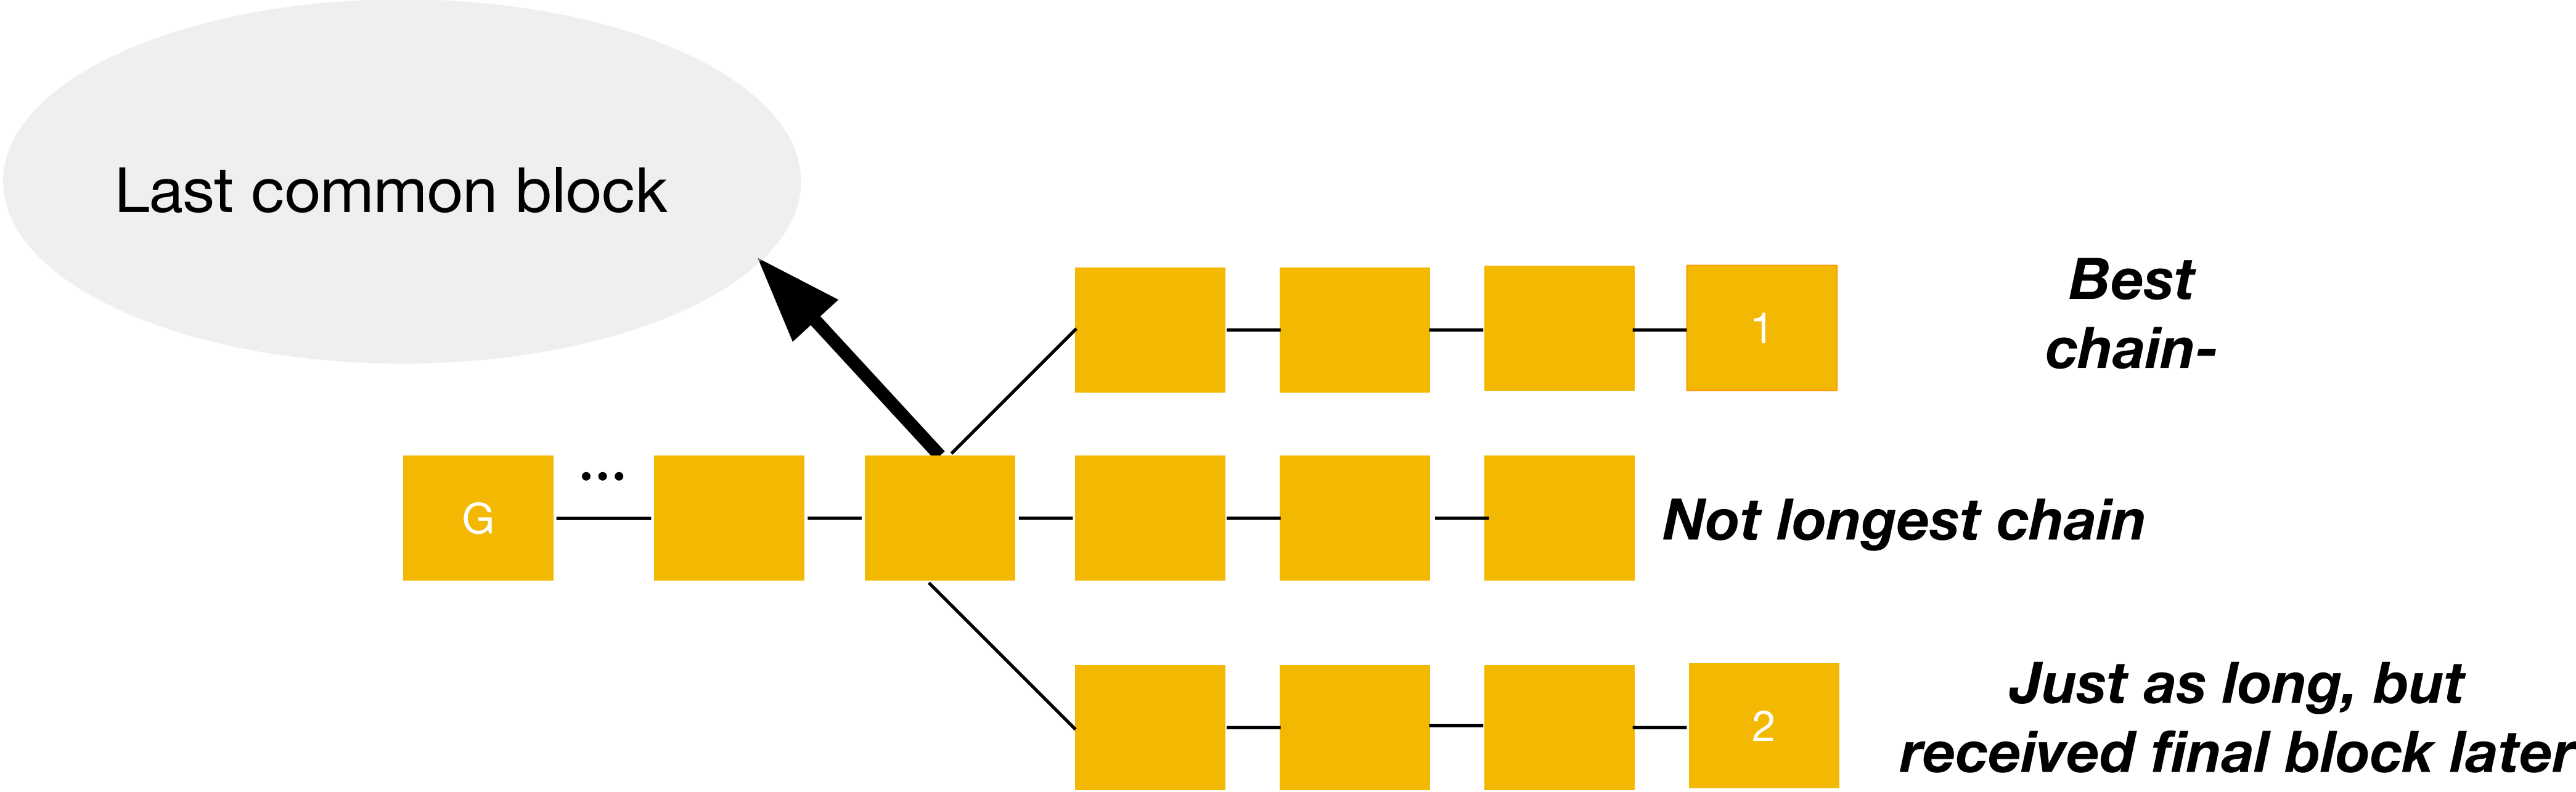 Last common block
Best
chain-
1
...
G
Not longest chain
Just as long, but
received final block later
2